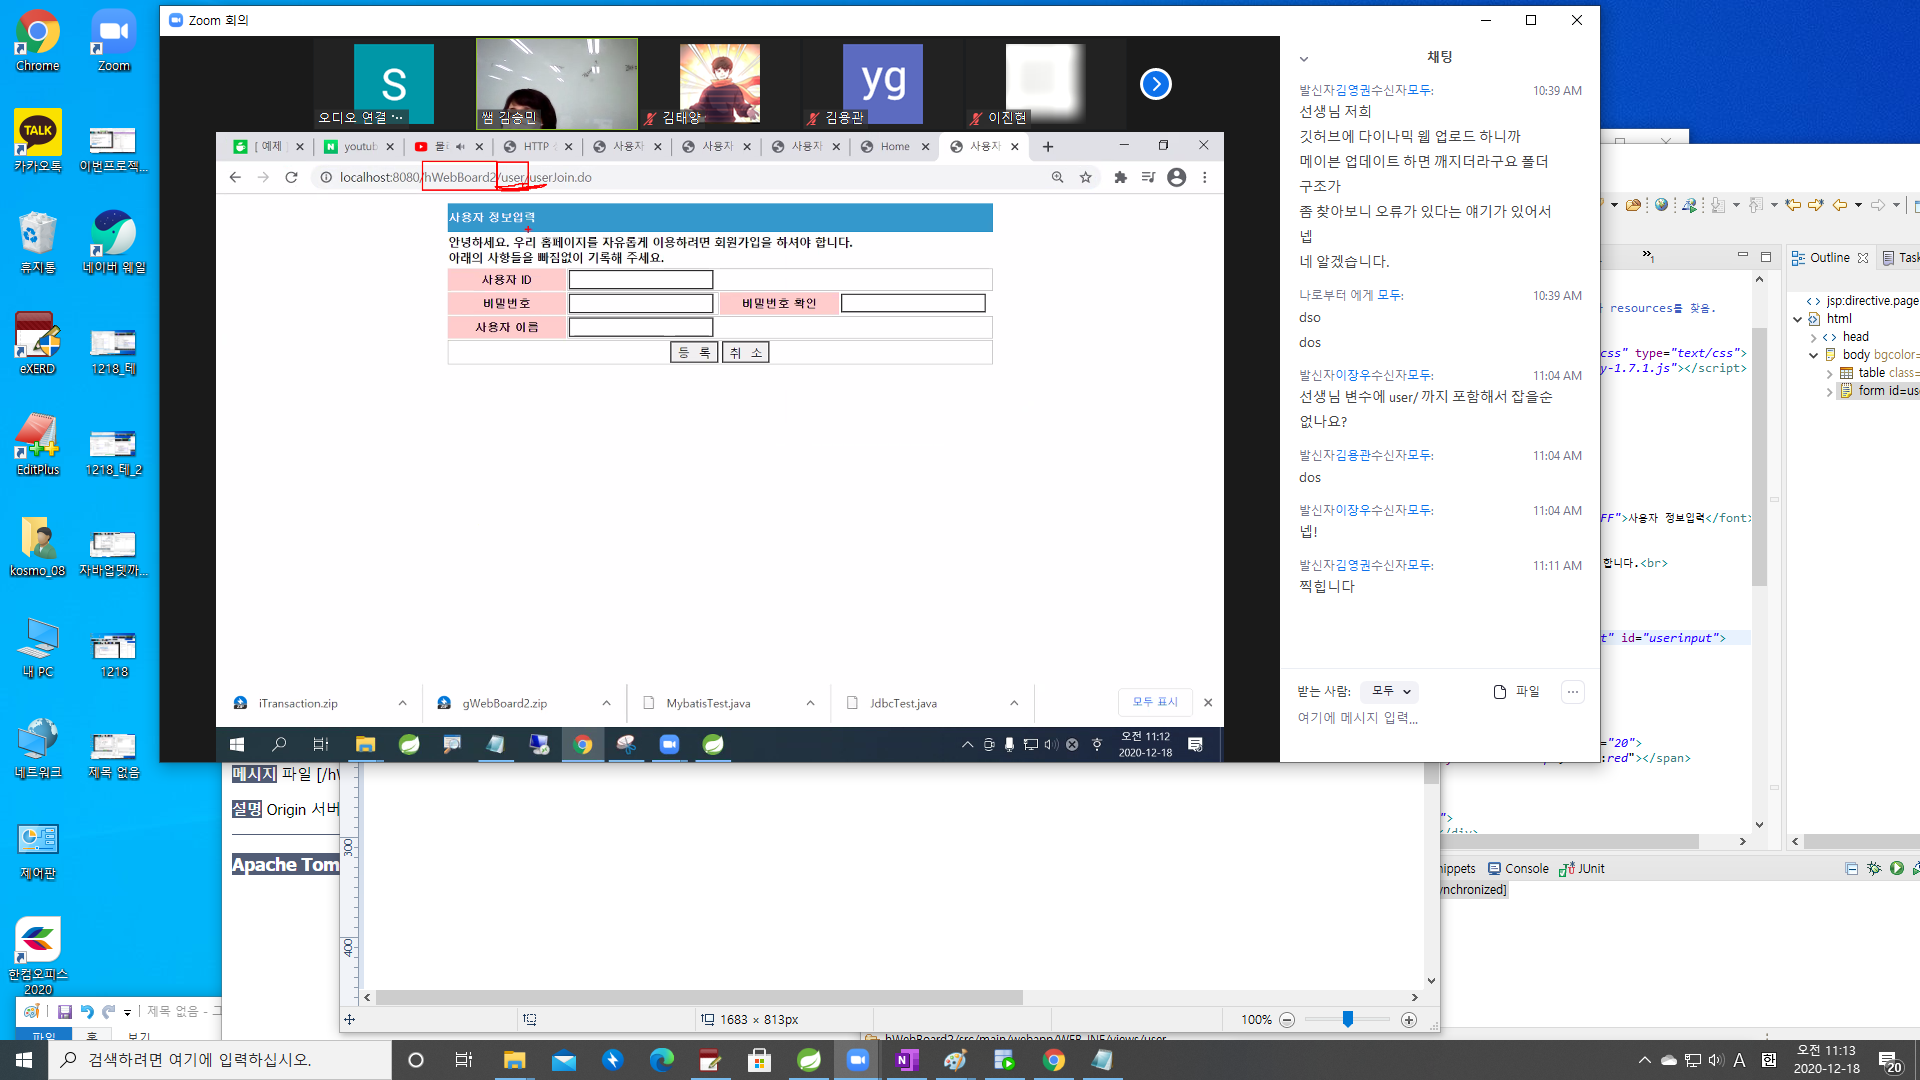 Chrome
Zoom
카카오톡
이번프로젝...
휴지통
네이버 웨일
eXERD
1218_테
EditPlus
1218_테_2
kosmo_08
자바업뎃까...
내 PC
1218
네트워크
제목 없음
제어판
한컴오피스
2020
Zoom 회의
S
오디오 연결 ...
쌤 김승민
김태양
yg
김용관
이진현
[ 예제
youtub
HTTP
사용자
사용자
사용자
Home
사용자
localhost:8080/hWebBoard2/user/userJoin.do
사용자 정보입력
안녕하세요. 우리 홈페이지를 자유롭게 이용하려면 회원가입을 하셔야 합니다.
아래의 사항들을 빠짐없이 기록해 주세요.
사용자 ID
비밀번호
비밀번호 확인
사용자 이름
등 록
취 소
iTransaction.zip
gWebBoard2.zip
MybatisTest.java
JdbcTest.java
모두 표시
오전 11:12
2020-12-18
채팅
발신자김영권수신자모두:
10:39 AM
선생님 저희
깃허브에 다이나믹 웹 업로드 하니까
메이븐 업데이트 하면 깨지더라구요 폴더
구조가
좀 찾아보니 오류가 있다는 얘기가 있어서
넵
네 알겠습니다.
나로부터 에게 모두:
10:39 AM
dso
dos
발신자이장우수신자모두:
11:04 AM
선생님 변수에 user/ 까지 포함해서 잡을순
없나요?
발신자김용관수신자모두:
11:04 AM
dos
발신자이장우수신자모두:
11:04 AM
넵!
발신자김영권수신자모두:
11:11 AM
찍힙니다
받는 사람:
모두
파일
여기에 메시지 입력...
Outline
Task
resources를 찾음.
css" type="text/css">
y-1.7.1.js"></script>
FF">사용자 정보입력</font>
합니다.<br>
t" id="userinput">
="20">
:red"></span>
">
</div>
jsp:directive.page
html
head
body bgcolor=
table class=
form id=us
nippets
Console
JUnit
ynchronized]
메시지 파일 [/hW
설명 Origin 서버
Apache Tom
300
400
1683 × 813px
100%
제목 없음 - 그
파일
홈
보기
hWebBoard2/src/main/webapp/WEB-INF/views/user
검색하려면 여기에 입력하십시오.
A
한
오전 11:13
2020-12-18
20